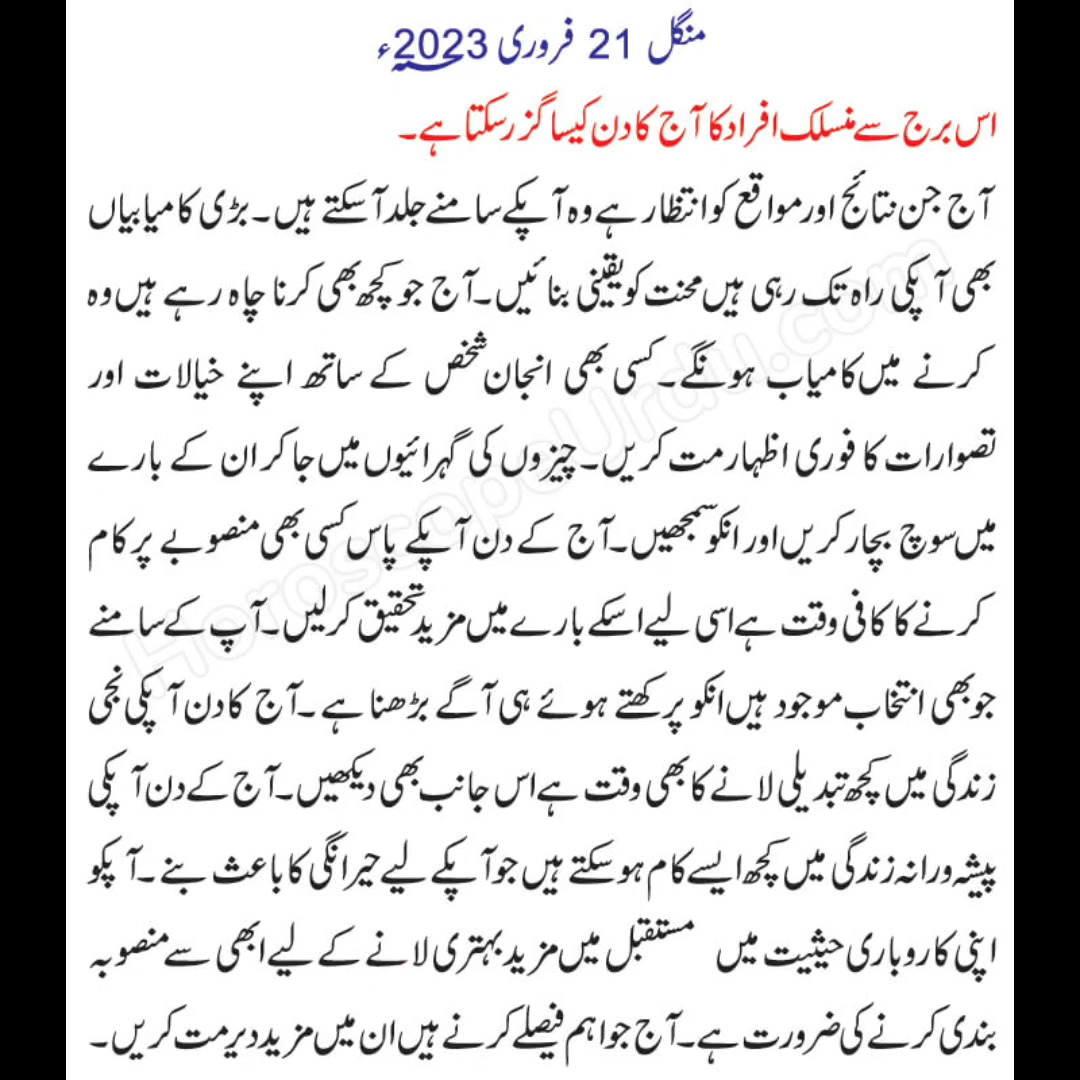 منگل 21 فروری 2023ء
اس برج سے منسلک افراد کا آج کا دن کیسا گزر سکتا ہے۔
آج جن نتائج اور مواقع کو انتظار ہے وہ آپکے سامنے جلد آ سکتے ہیں۔ بڑی کامیابیاں
بھی آپکی راہ تک رہی ہیں محنت کو یقینی بنائیں۔ آج جو کچھ بھی کرنا چاہ رہے ہیں وہ
کرنے میں کامیاب ہونگے۔ کسی بھی انجان شخص کے ساتھ اپنے خیالات اور
تصوارات کا فوری اظہار مت کریں۔ چیزوں کی گہرائیوں میں جا کر ان کے بارے
میں سوچ بچار کریں اور انکو سمجھیں۔ آج کے دن آپکے پاس کسی بھی منصوبے پر کام
کرنے کا کافی وقت ہے اسی لیے اسکے بارے میں مزید تحقیق کر لیں۔ آپ کے سامنے
جو بھی انتخاب موجود ہیں انکو پرکھتے ہوئے ہی آگے بڑھنا ہے۔ آج کا دن آپکی نجی
زندگی میں کچھ تبدیلی لانے کا بھی وقت ہے اس جانب بھی دیکھیں۔ آج کے دن آپکی
پیشہ ورانہ زندگی میں کچھ ایسے کام ہو سکتے ہیں جو آپکے لیے حیرانگی کا باعث بنے۔ آپکو
اپنی کاروباری حیثیت میں مستقبل میں مزید بہتری لانے کے لیے ابھی سے منصوبہ
بندی کرنے کی ضرورت ہے۔ آج جو اہم فیصلے کرنے ہیں ان میں مزید دیر مت کریں۔
HoroscopeUrdu.com